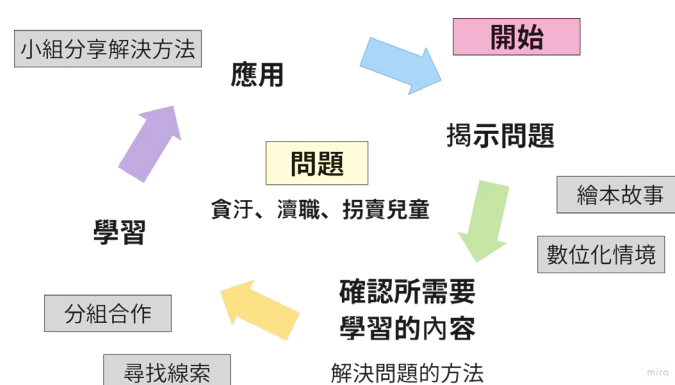 開始
小組分享解決方法
應用
揭示問題
問題
貪汙、瀆職、拐賣兒童
繪本故事
學習
數位化情境
確認所需要
學習的內容
分組合作
尋找線索
解決問題的方法
miro